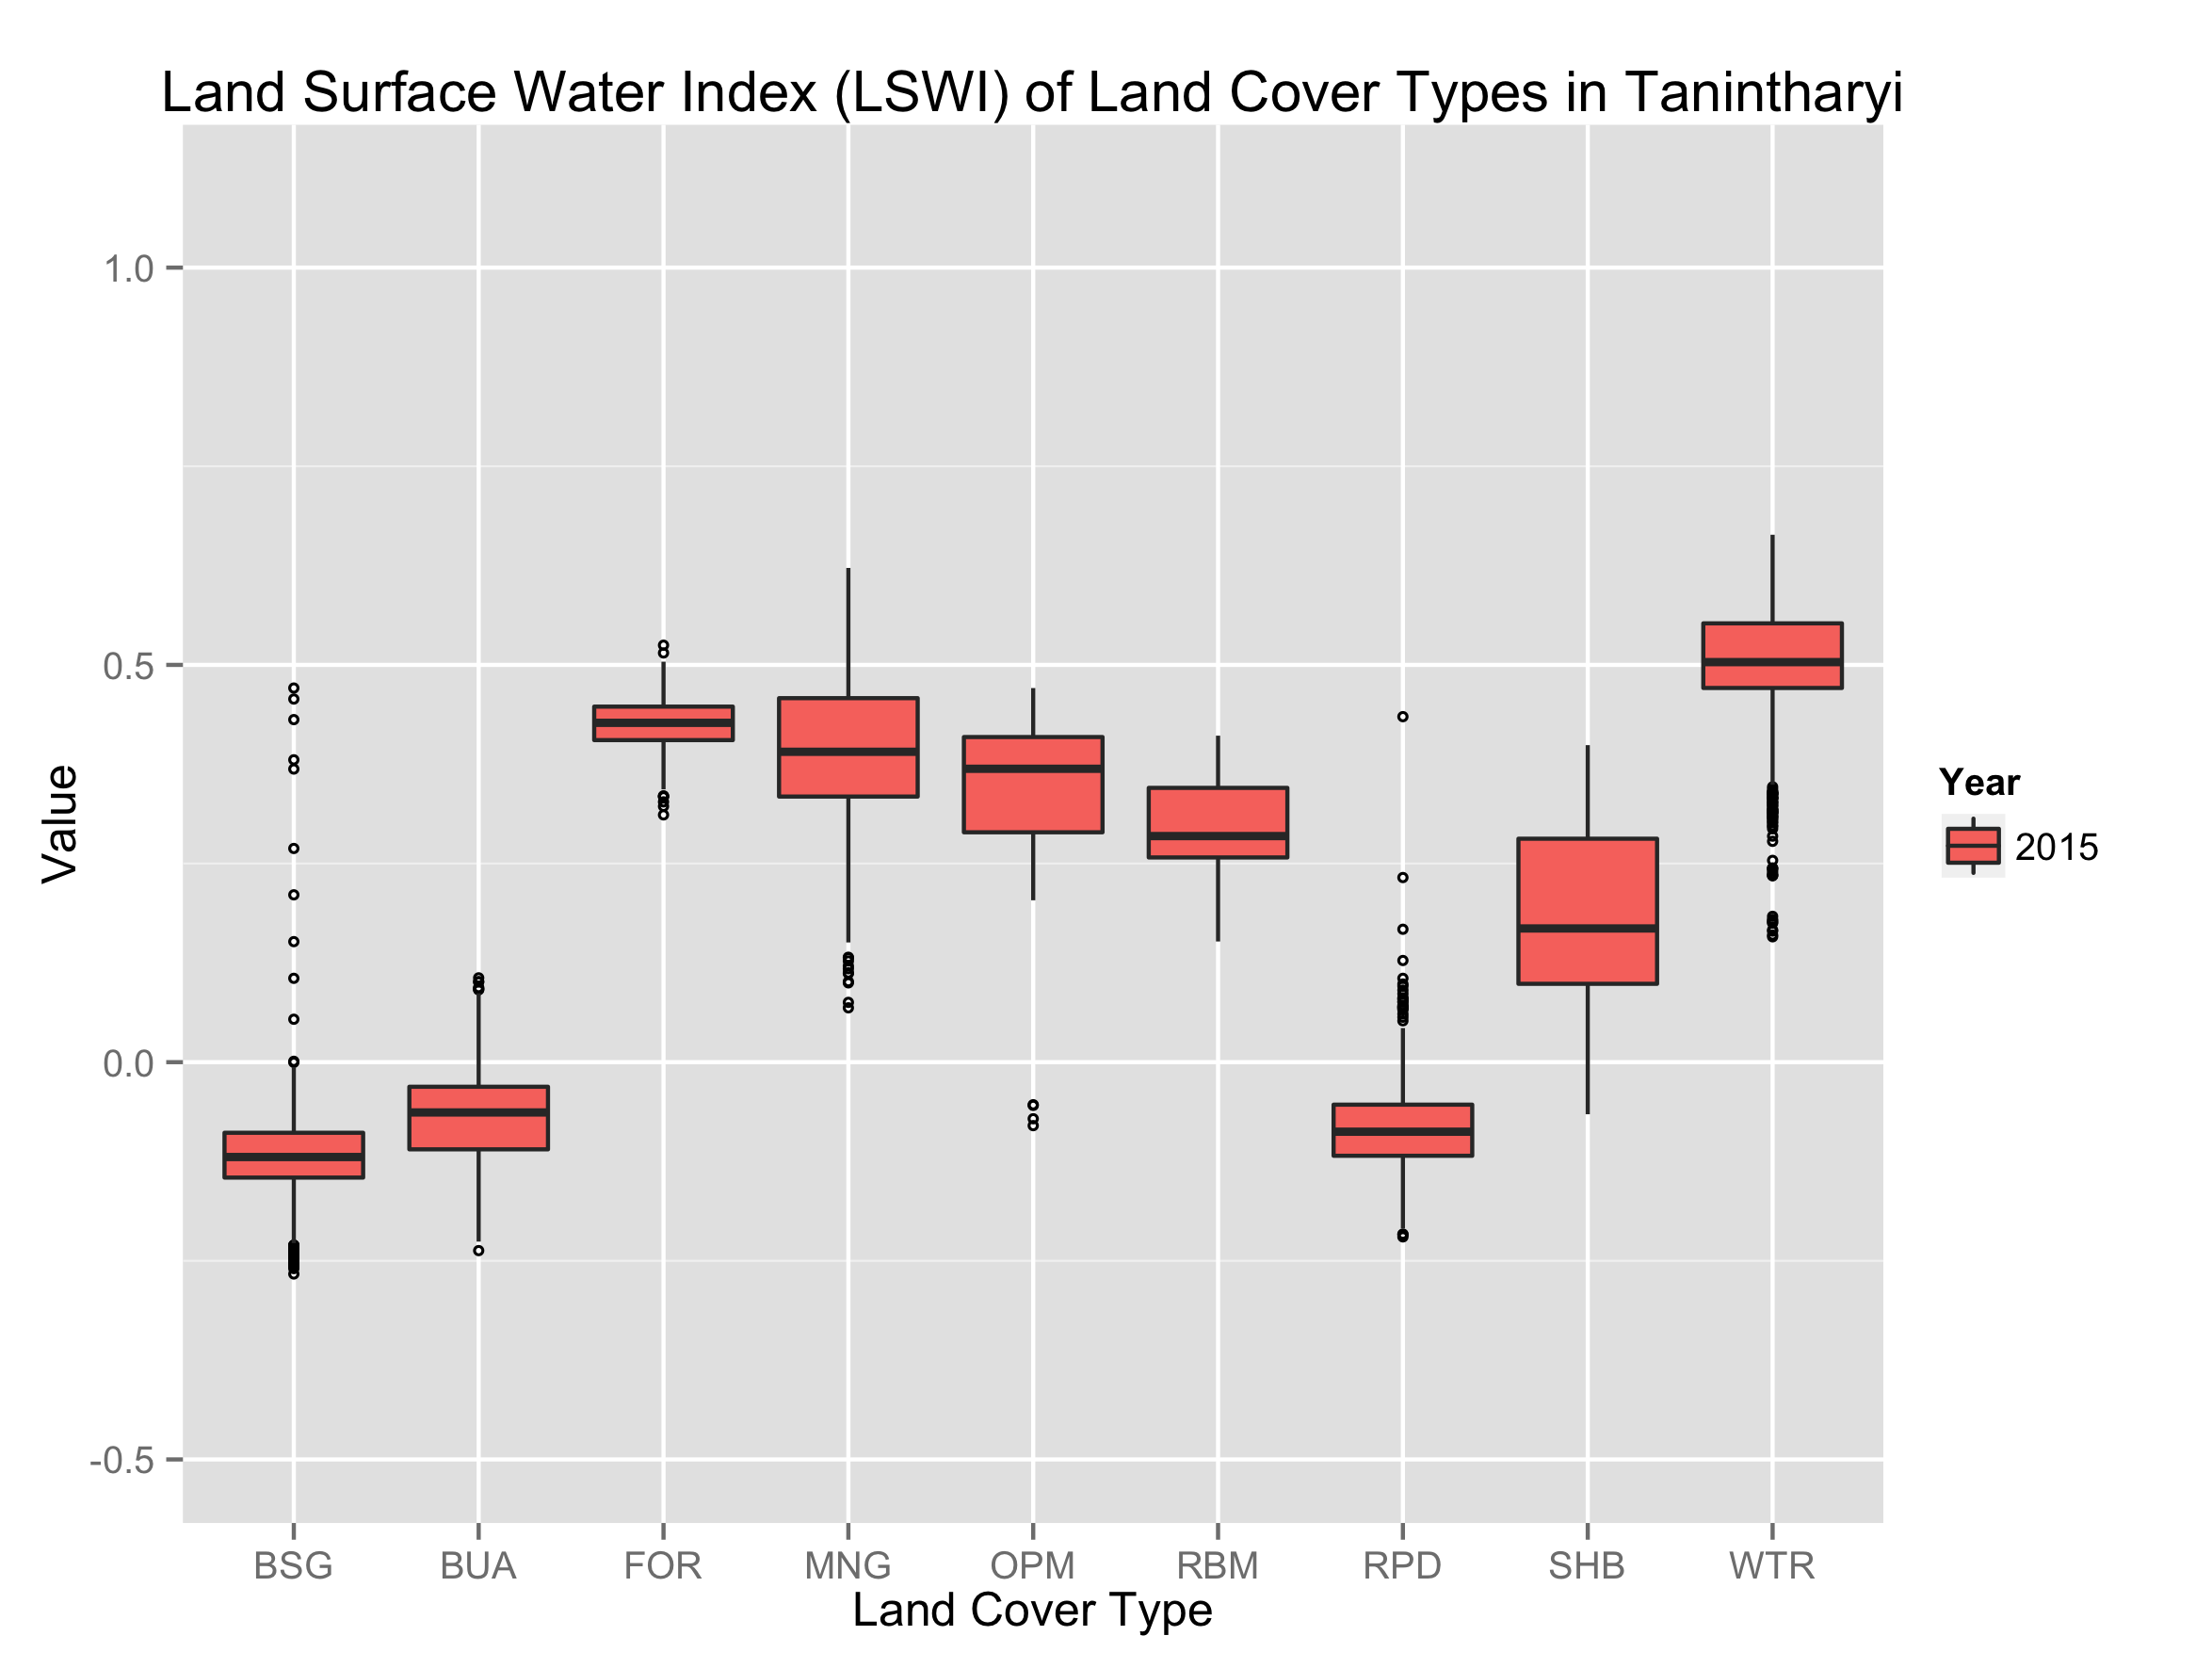 Land Surface Water Index (LSWI) of Land Cover Types in Tanintharyi
1.0
0.5
0.0
-0.5
Value
BSG BUA FOR MNG OPM RBM RPD SHB WTR
Land Cover Type
Year
2015